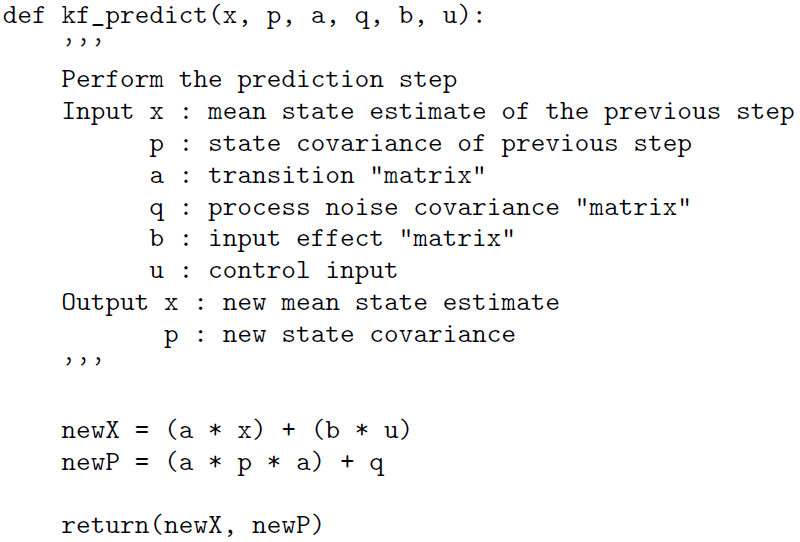 def kf_predict(x, p, a, q, b, u):
    ’’’
    Perform the prediction step
    Input x : mean state estimate of the previous step
          p : state covariance of previous step
          a : transition "matrix"
          q : process noise covariance "matrix"
          b : input effect "matrix"
          u : control input
    Output x : new mean state estimate
           p : new state covariance
    ’’’
    newX = (a * x) + (b * u)
    newP = (a * p * a) + q
    return(newX, newP)